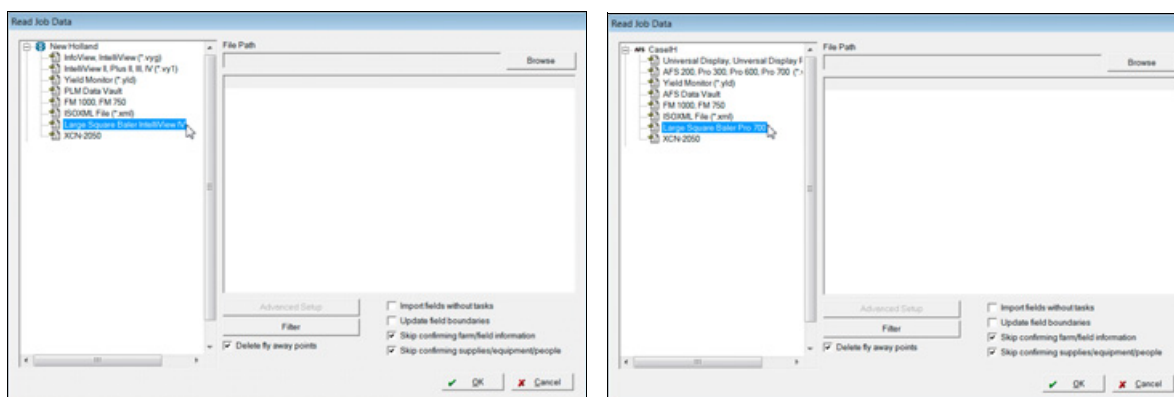 Read Job Data
New Holland
InfoView, IntelliView (*.vyg)
IntelliView II, Plus II, III, IV (*.vy1)
Yield Monitor (*.yld)
PLM Data Vault
FM 1000, FM 750
ISOXML File (*.xml)
Large Square Baler IntelliView IV
XCN-2050
File Path
Browse
Advanced Setup
Filter
Delete fly away points
Import fields without tasks
Update field boundaries
Skip confirming farm/field information
Skip confirming supplies/equipment/people
OK
Cancel
Read Job Data
AFS CaseIH
Universal Display, Unversal Display F
AFS 200, Pro 300, Pro 600, Pro 700 (*.
Yield Monitor (*.yld)
AFS Data Vault
FM 1000, FM 750
ISOXML File (*.xml)
Large Square Baler Pro 700
XCN-2050
File Path
Browse
Advanced Setup
Filter
Delete fly away points
Import fields without tasks
Update field boundaries
Skip confirming farm/field information
Skip confirming supplies/equipment/people
OK
Cancel